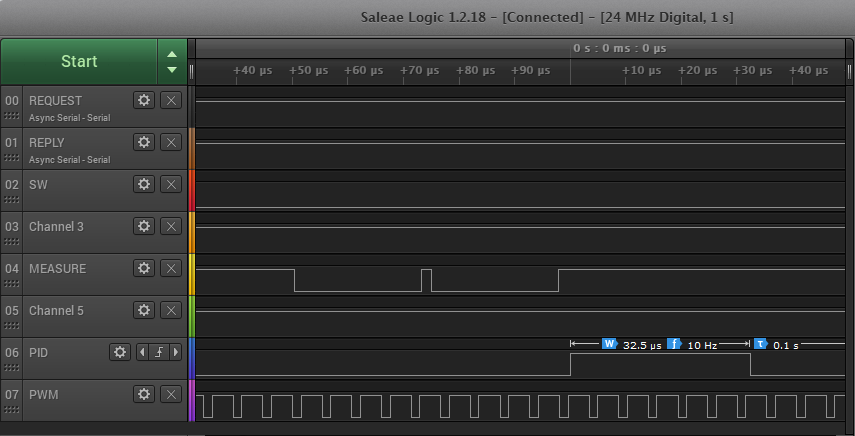 Saleae Logic 1.2.18 - [Connected] - [24 MHz Digital, 1 s]
Start
0 s : 0 ms : 0 µs
+40 µs +50 µs +60 µs +70 µs +80 µs +90 µs +10 µs +20 µs +30 µs +40 µs
00 REQUEST
Async Serial - Serial
01 REPLY
Async Serial - Serial
02 SW
03 Channel 3
04 MEASURE
05 Channel 5
06 PID
W 32.5 µs f 10 Hz τ 0.1 s
07 PWM